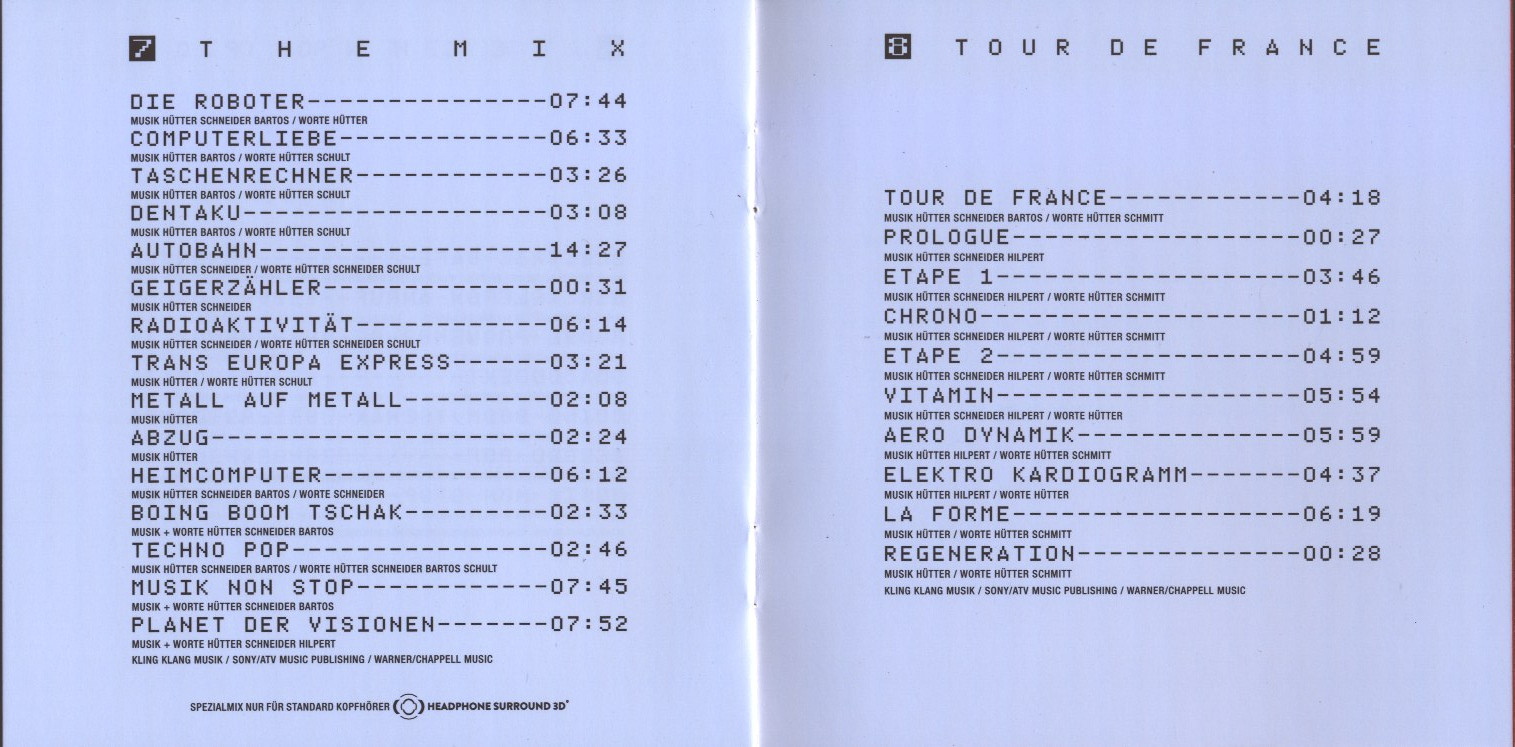 7 THE MIX
DIE ROBOTER---------------07:44
MUSIK HÜTTER SCHNEIDER BARTOS / WORTE HÜTTER
COMPUTERLIEBE-------------06:33
MUSIK HÜTTER BARTOS / WORTE HÜTTER SCHULT
TASCHENRECHNER------------03:26
MUSIK HÜTTER BARTOS / WORTE HÜTTER SCHULT
DENTAKU-------------------03:08
MUSIK HÜTTER BARTOS / WORTE HÜTTER SCHULT
AUTOBAHN------------------14:27
MUSIK HÜTTER SCHNEIDER / WORTE HÜTTER SCHNEIDER SCHULT
GEIGERZÄHLER--------------00:31
MUSIK HÜTTER SCHNEIDER
RADIOAKTIVITÄT------------06:14
MUSIK HÜTTER SCHNEIDER / WORTE HÜTTER SCHNEIDER SCHULT
TRANS EUROPA EXPRESS------03:21
MUSIK HÜTTER / WORTE HÜTTER SCHULT
METALL AUF METALL---------02:08
MUSIK HÜTTER
ABZUG---------------------02:24
MUSIK HÜTTER
HEIMCOMPUTER--------------06:12
MUSIK HÜTTER SCHNEIDER BARTOS / WORTE SCHNEIDER
BOING BOOM TSCHAK---------02:33
MUSIK + WORTE HÜTTER SCHNEIDER BARTOS
TECHNO POP----------------02:46
MUSIK HÜTTER SCHNEIDER BARTOS / WORTE HÜTTER SCHNEIDER BARTOS SCHULT
MUSIK NON STOP------------07:45
MUSIK + WORTE HÜTTER SCHNEIDER BARTOS
PLANET DER VISIONEN-------07:52
MUSIK + WORTE HÜTTER SCHNEIDER HILPERT
KLING KLANG MUSIK / SONY/ATV MUSIC PUBLISHING / WARNER/CHAPPELL MUSIC
SPEZIALMIX NUR FÜR STANDARD KOPFHÖRER HEADPHONE SURROUND 3D®
8 TOUR DE FRANCE
TOUR DE FRANCE------------04:18
MUSIK HÜTTER SCHNEIDER BARTOS / WORTE HÜTTER SCHMITT
PROLOGUE------------------00:27
MUSIK HÜTTER SCHNEIDER HILPERT
ETAPE 1-------------------03:46
MUSIK HÜTTER SCHNEIDER HILPERT / WORTE HÜTTER SCHMITT
CHRONO--------------------01:12
MUSIK HÜTTER SCHNEIDER HILPERT / WORTE HÜTTER SCHMITT
ETAPE 2-------------------04:59
MUSIK HÜTTER SCHNEIDER HILPERT / WORTE HÜTTER SCHMITT
VITAMIN-------------------05:54
MUSIK HÜTTER SCHNEIDER HILPERT / WORTE HÜTTER
AERO DYNAMIK--------------05:59
MUSIK HÜTTER HILPERT / WORTE HÜTTER SCHMITT
ELEKTRO KARDIOGRAMM-------04:37
MUSIK HÜTTER HILPERT / WORTE HÜTTER
LA FORME------------------06:19
MUSIK HÜTTER / WORTE HÜTTER SCHMITT
REGENERATION--------------00:28
MUSIK HÜTTER / WORTE HÜTTER SCHMITT
KLING KLANG MUSIK / SONY/ATV MUSIC PUBLISHING / WARNER/CHAPPELL MUSIC